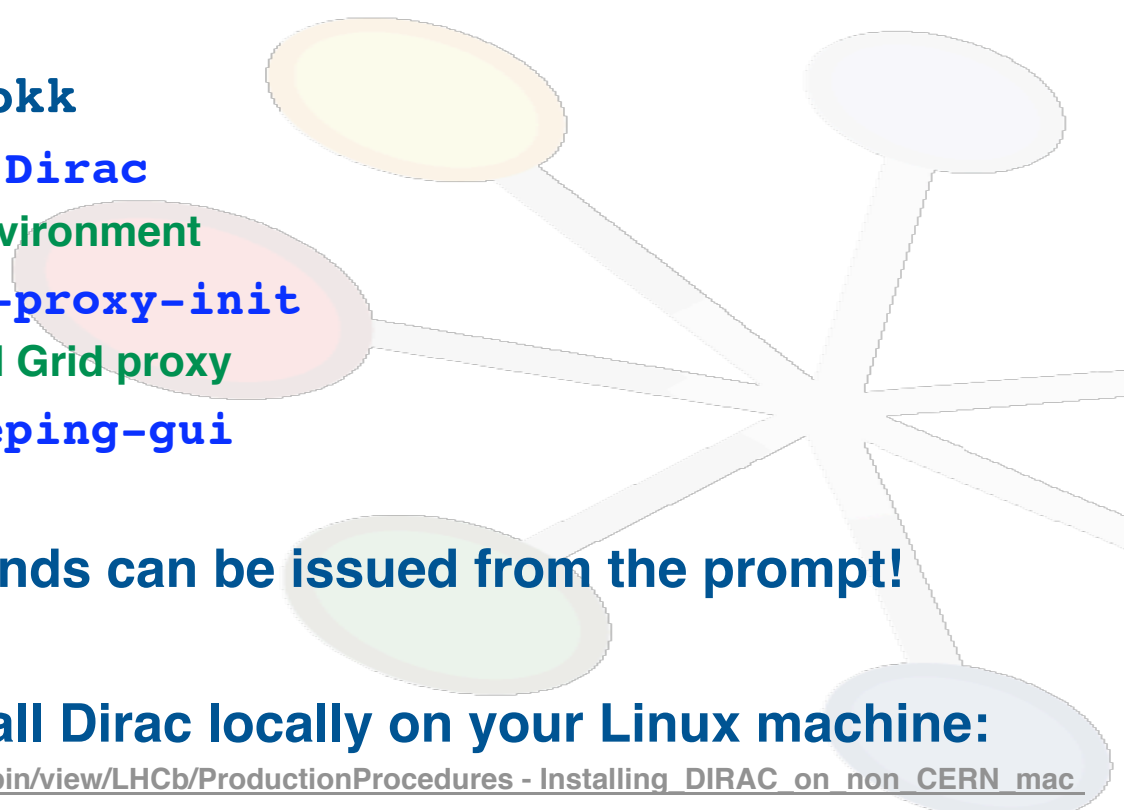 okk
Dirac
vironment
-proxy-init
l Grid proxy
eping-gui
nds can be issued from the prompt!
all Dirac locally on your Linux machine:
bin/view/LHCb/ProductionProcedures - Installing_DIRAC_on_non_CERN_mac